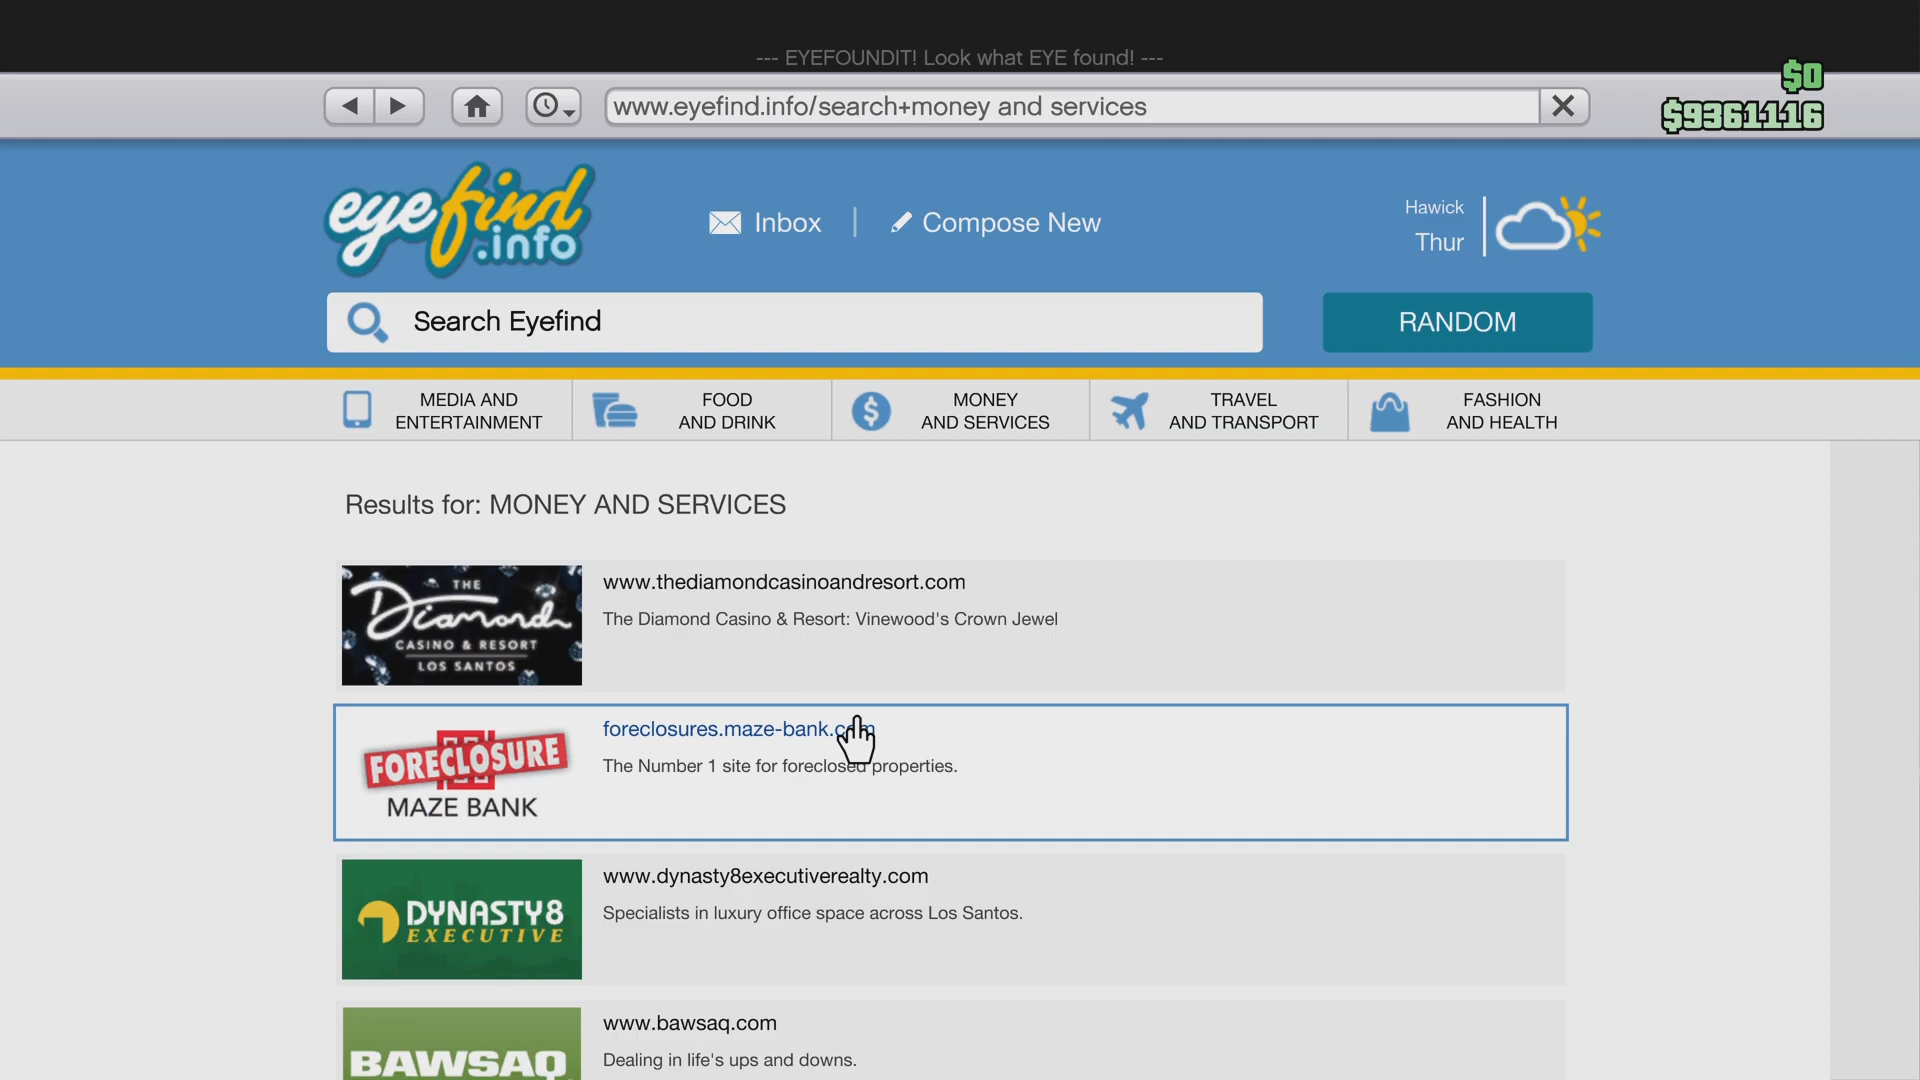 --- EYEFOUNDIT! Look what EYE found! ---
$0
www.eyefind.info/search+money and services
$9361116
eyefind
.info
Inbox
Compose New
Hawick
Thur
Search Eyefind
RANDOM
MEDIA AND
ENTERTAINMENT
FOOD
AND DRINK
MONEY
AND SERVICES
TRAVEL
AND TRANSPORT
FASHION
AND HEALTH
Results for: MONEY AND SERVICES
THE
Diamond
CASINO & RESORT
LOS SANTOS
www.thediamondcasinoandresort.com
The Diamond Casino & Resort: Vinewood's Crown Jewel
FORECLOSURE
MAZE BANK
foreclosures.maze-bank.com
The Number 1 site for foreclosed properties.
DYNASTY8
EXECUTIVE
www.dynasty8executiverealty.com
Specialists in luxury office space across Los Santos.
BAWSAQ
www.bawsaq.com
Dealing in life's ups and downs.